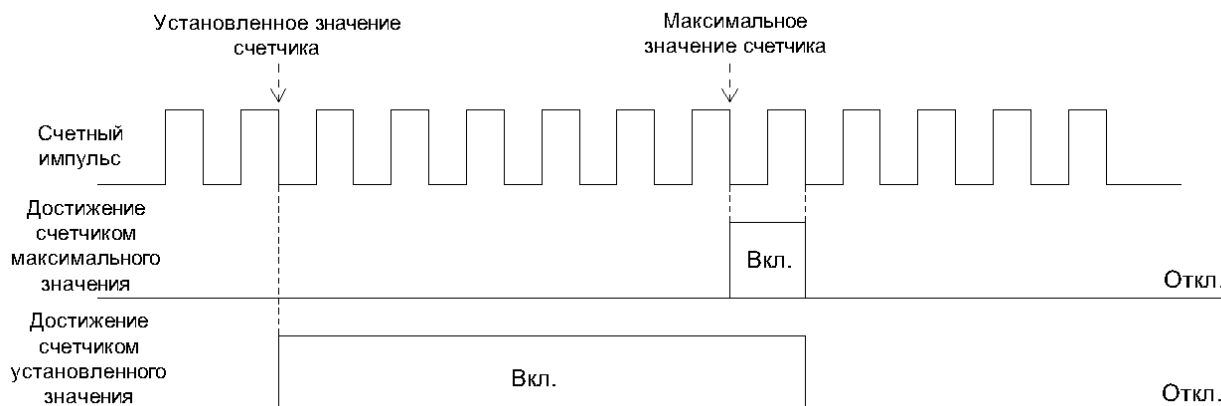 Установленное значение
счетчика
Максимальное
значение счетчика
Счетный
импульс
Достижение
счетчиком
максимального
значения
Вкл.
Откл.
Достижение
счетчиком
установленного
значения
Вкл.
Откл.